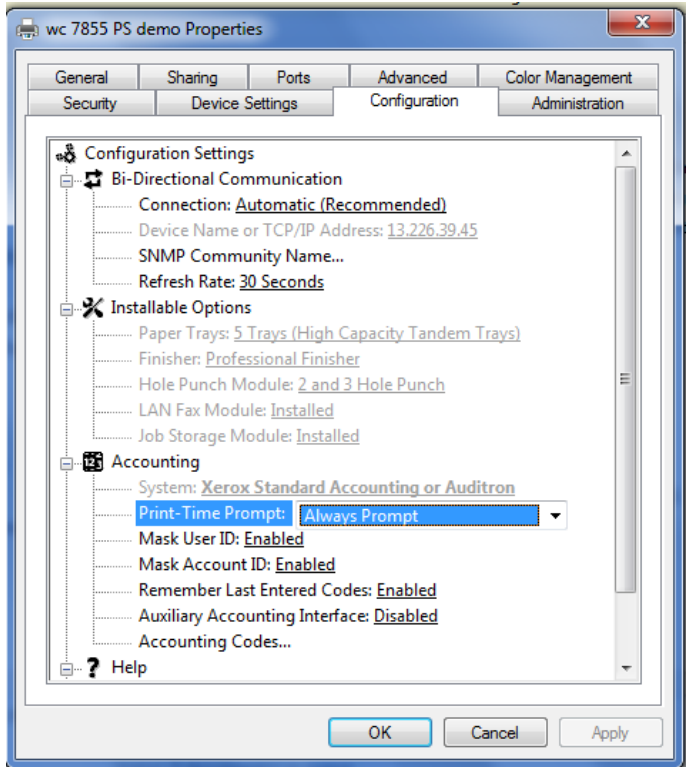 wc 7855 PS demo Properties
General Sharing Ports Advanced Color Management
Security Device Settings Configuration Administration
Configuration Settings
Bi-Directional Communication
Connection: Automatic (Recommended)
Device Name or TCP/IP Address: 13.226.39.45
SNMP Community Name...
Refresh Rate: 30 Seconds
Installable Options
Paper Trays: 5 Trays (High Capacity Tandem Trays)
Finisher: Professional Finisher
Hole Punch Module: 2 and 3 Hole Punch
LAN Fax Module: Installed
Job Storage Module: Installed
Accounting
System: Xerox Standard Accounting or Auditron
Print-Time Prompt: Always Prompt
Mask User ID: Enabled
Mask Account ID: Enabled
Remember Last Entered Codes: Enabled
Auxiliary Accounting Interface: Disabled
Accounting Codes...
? Help
OK Cancel Apply